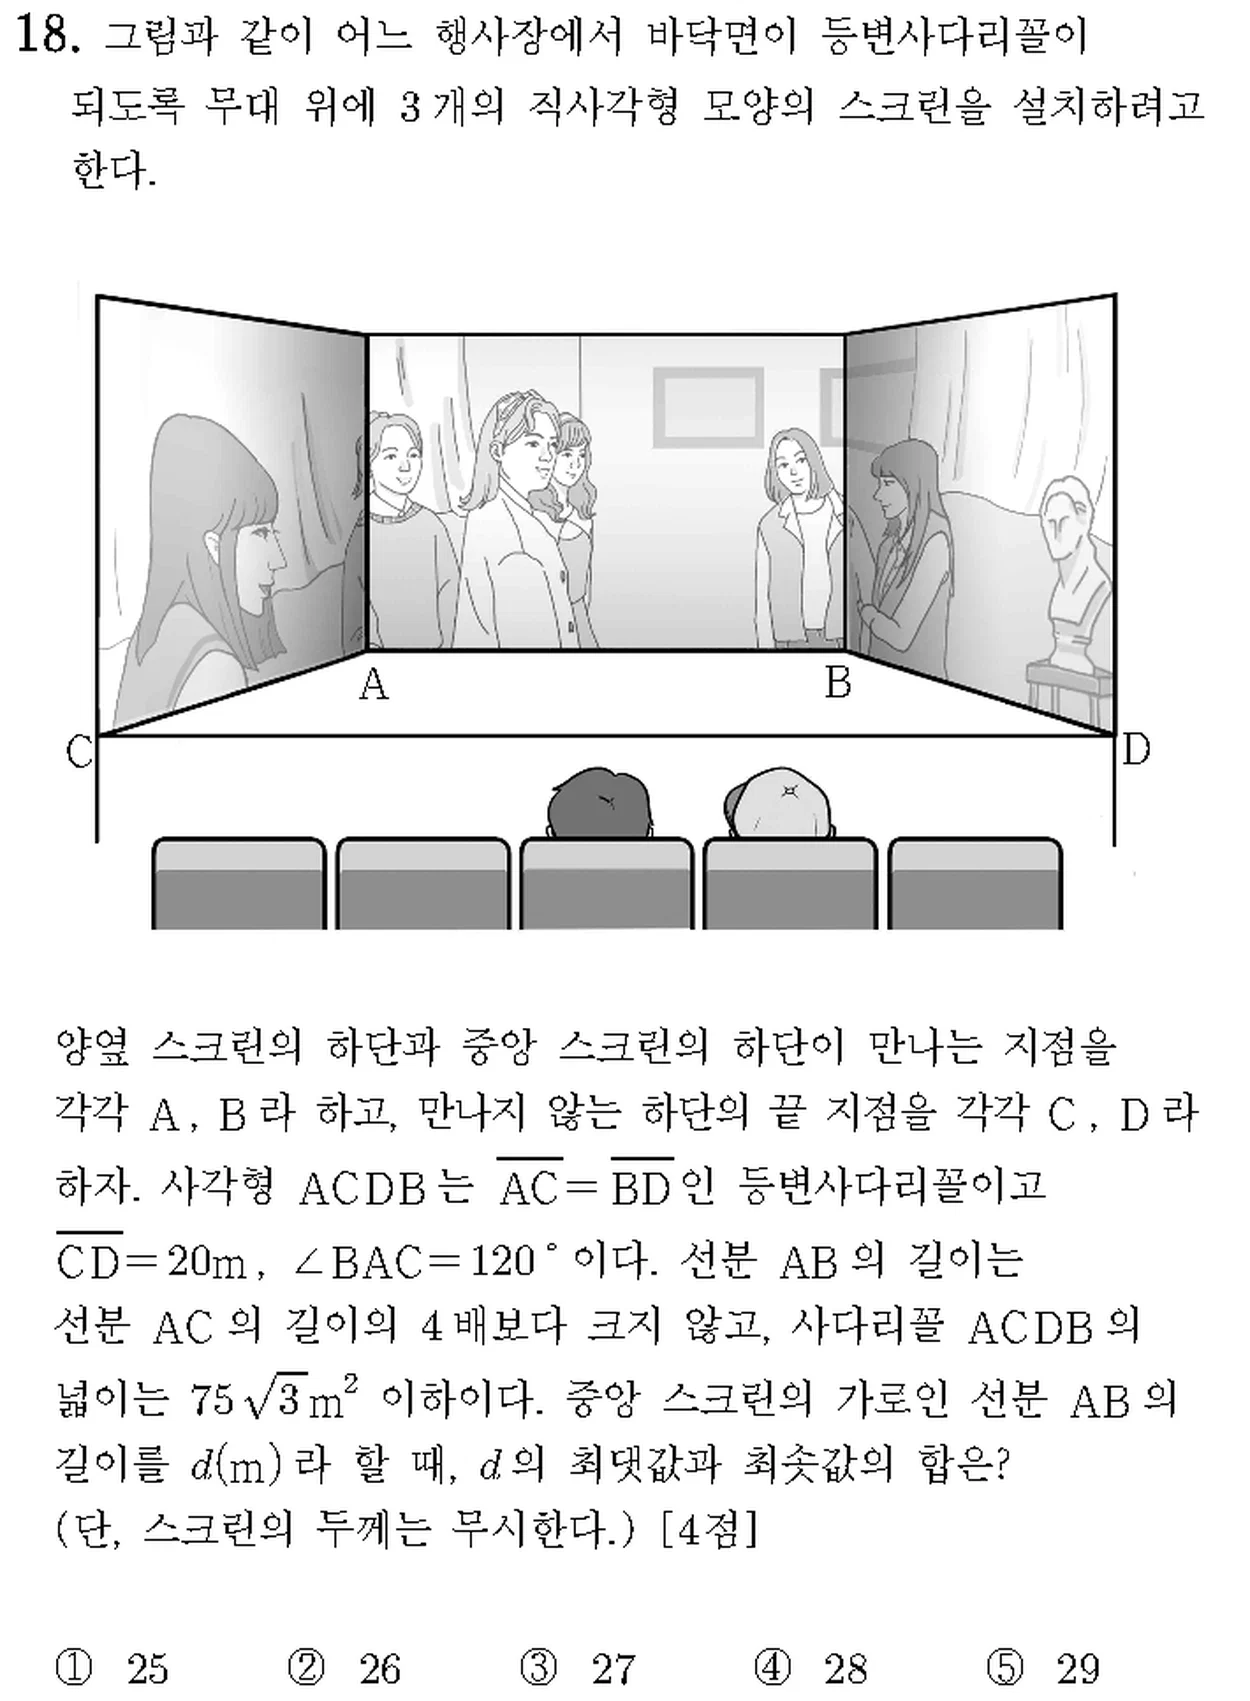 18. 그림과 같이 어느 행사장에서 바닥면이 등변사다리꼴이
되도록 무대 위에 3개의 직사각형 모양의 스크린을 설치하려고
한다.
A
B
C
D
양옆 스크린의 하단과 중앙 스크린의 하단이 만나는 지점을
각각 A, B라 하고, 만나지 않는 하단의 끝 지점을 각각 C, D라
하자. 사각형 ACDB는 \overline{AC}=\overline{BD}인 등변사다리꼴이고
\overline{CD}=20m, ∠BAC=120°이다. 선분 AB의 길이는
선분 AC의 길이의 4배보다 크지 않고, 사다리꼴 ACDB의
넓이는 75√3 m² 이하이다. 중앙 스크린의 가로인 선분 AB의
길이를 d(m)라 할 때, d의 최댓값과 최솟값의 합은?
(단, 스크린의 두께는 무시한다.) [4점]
① 25 ② 26 ③ 27 ④ 28 ⑤ 29